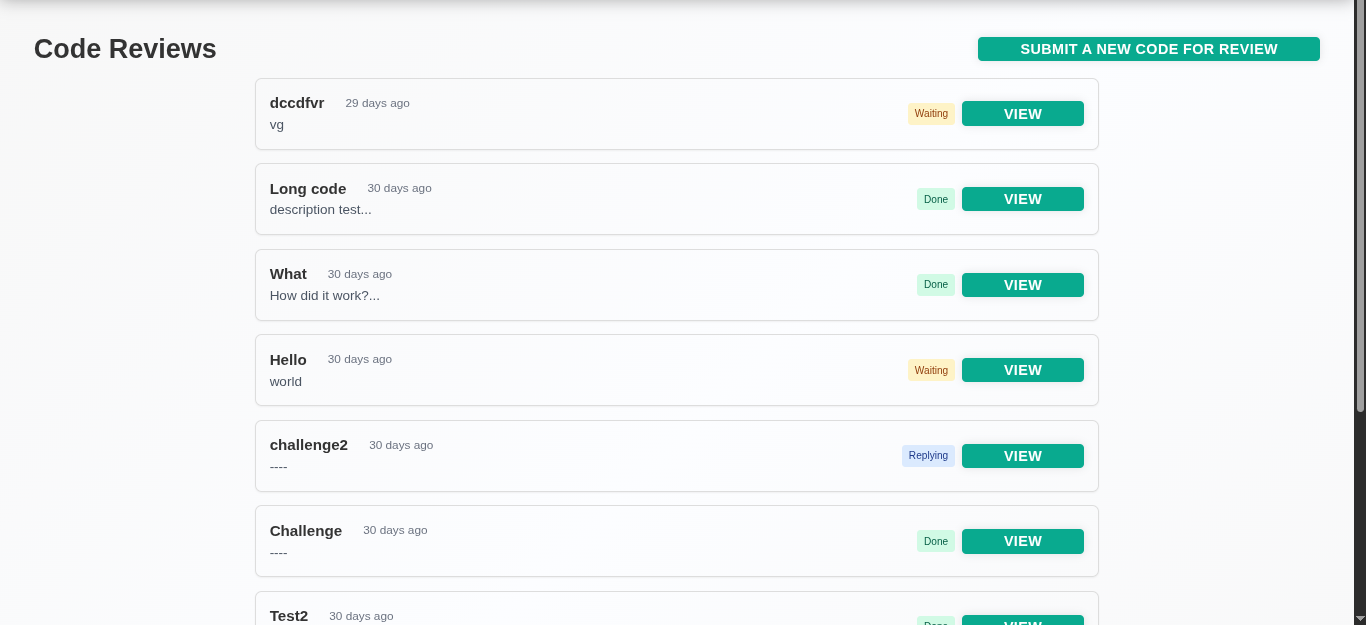 Code Reviews
SUBMIT A NEW CODE FOR REVIEW
dccdfvr 29 days ago
vg
Waiting VIEW
Long code 30 days ago
description test...
Done VIEW
What 30 days ago
How did it work?...
Done VIEW
Hello 30 days ago
world
Waiting VIEW
challenge2 30 days ago
----
Replying VIEW
Challenge 30 days ago
----
Done VIEW
Test2 30 days ago
Done VIEW